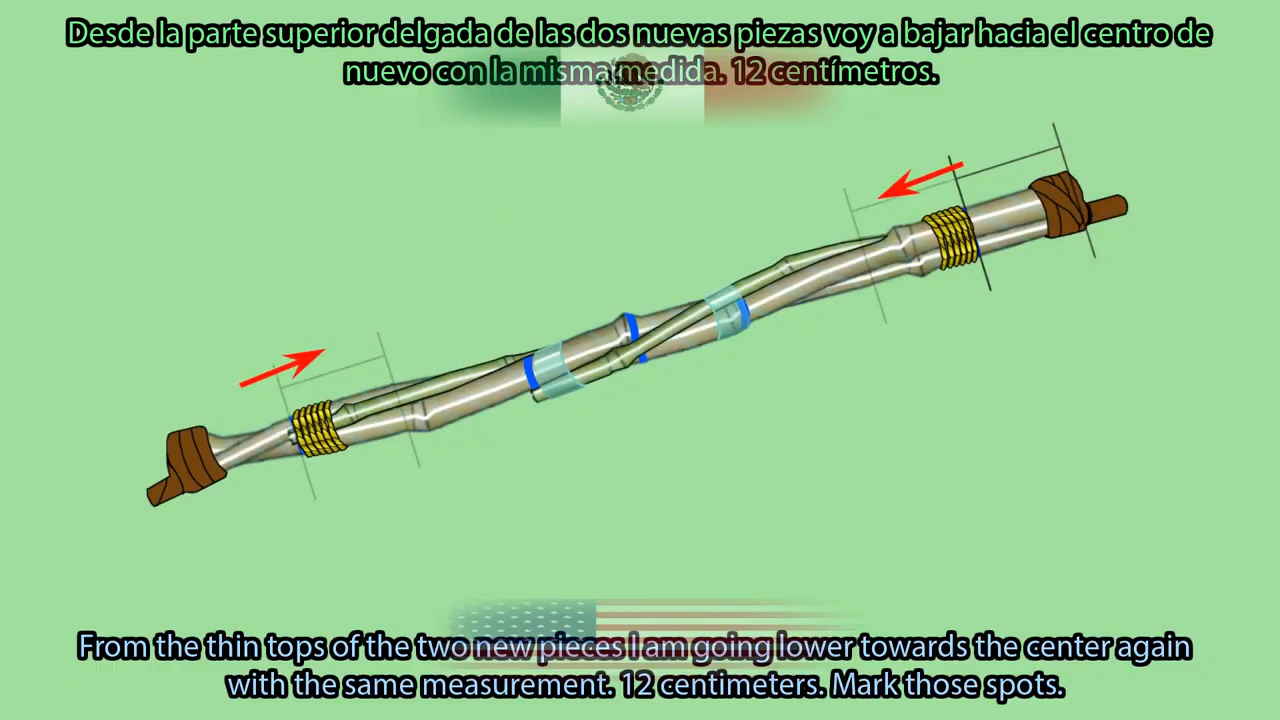 Desde la parte superior delgada de las dos nuevas piezas voy a bajar hacia el centro de
nuevo con la misma medida. 12 centímetros.
From the thin tops of the two new pieces I am going lower towards the center again
with the same measurement. 12 centimeters. Mark those spots.